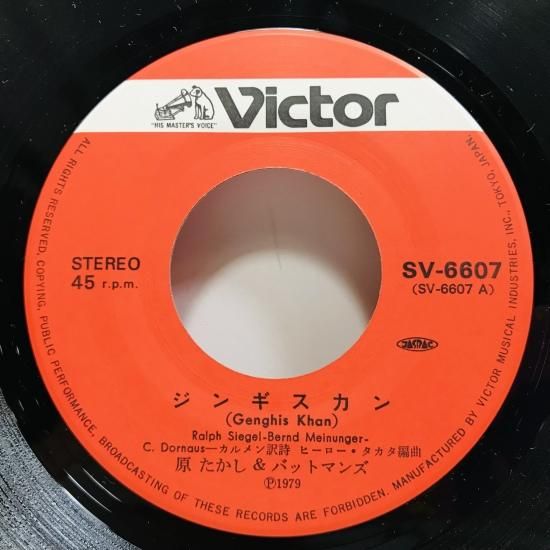 Victor
"HIS MASTER'S VOICE"
STEREO
45 r.p.m.
SV-6607
(SV-6607 A)
JASRAC
ジンギスカン
(Genghis Khan)
Ralph Siegel-Bernd Meinunger-
C. Dornaus—カルメン訳詩 ヒーロー・タカタ編曲
原 たかし & バットマンズ
Ⓟ1979
ALL RIGHTS RESERVED. COPYING, PUBLIC PERFORMANCE, BROADCASTING OF THESE RECORDS ARE FORBIDDEN. MANUFACTURED BY VICTOR MUSICAL INDUSTRIES, INC., TOKYO, JAPAN.